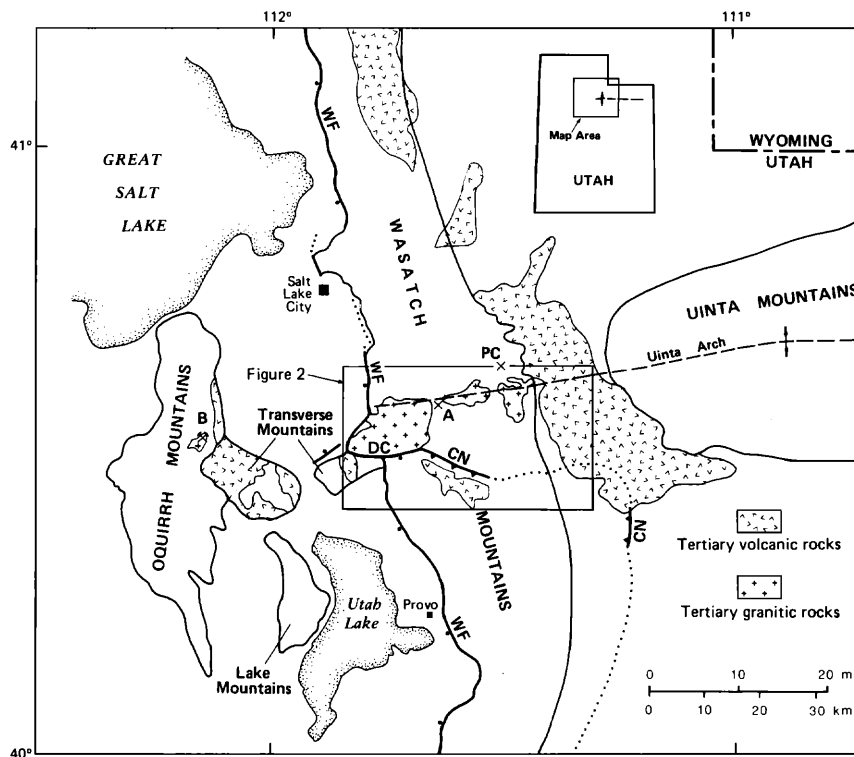 112°
111°
41°
40°
GREAT
SALT
LAKE
WF
WASATCH
Map Area
UTAH
WYOMING
UTAH
Salt
Lake
City
UINTA MOUNTAINS
Uinta Arch
PC
Figure 2
WF
A
B
Transverse
Mountains
DC
CN
OQUIRRH MOUNTAINS
MOUNTAINS
CN
Tertiary volcanic rocks
Tertiary granitic rocks
Utah
Lake
Provo
WF
Lake
Mountains
0 10 20 m
0 10 20 30 km